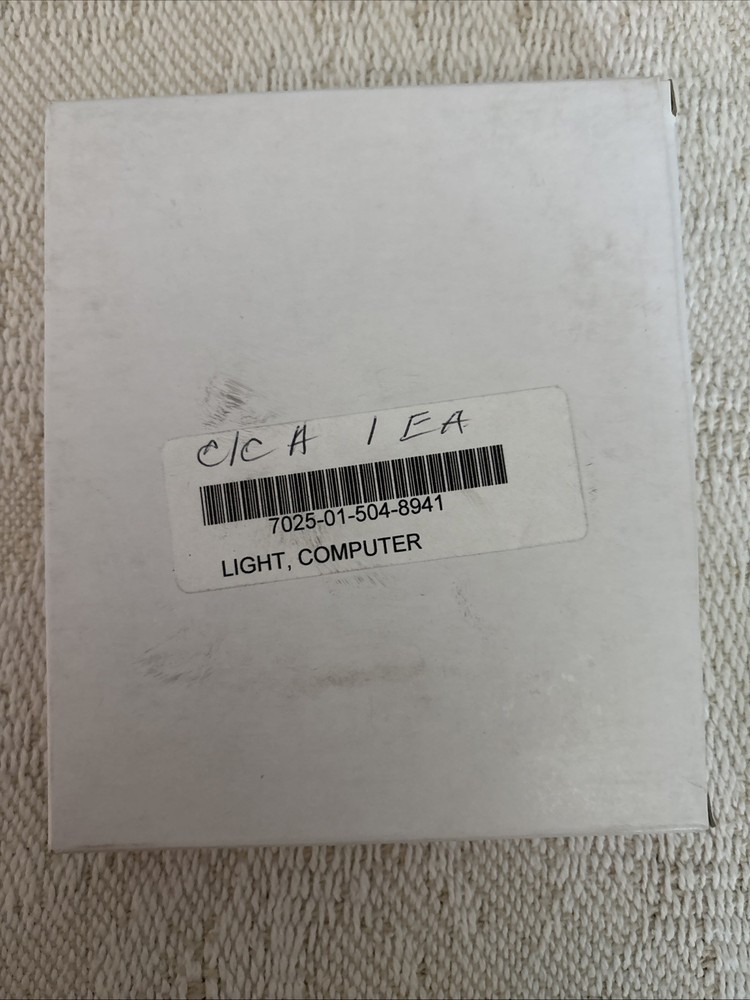 C/C A 1 EA
7025-01-504-8941
LIGHT, COMPUTER